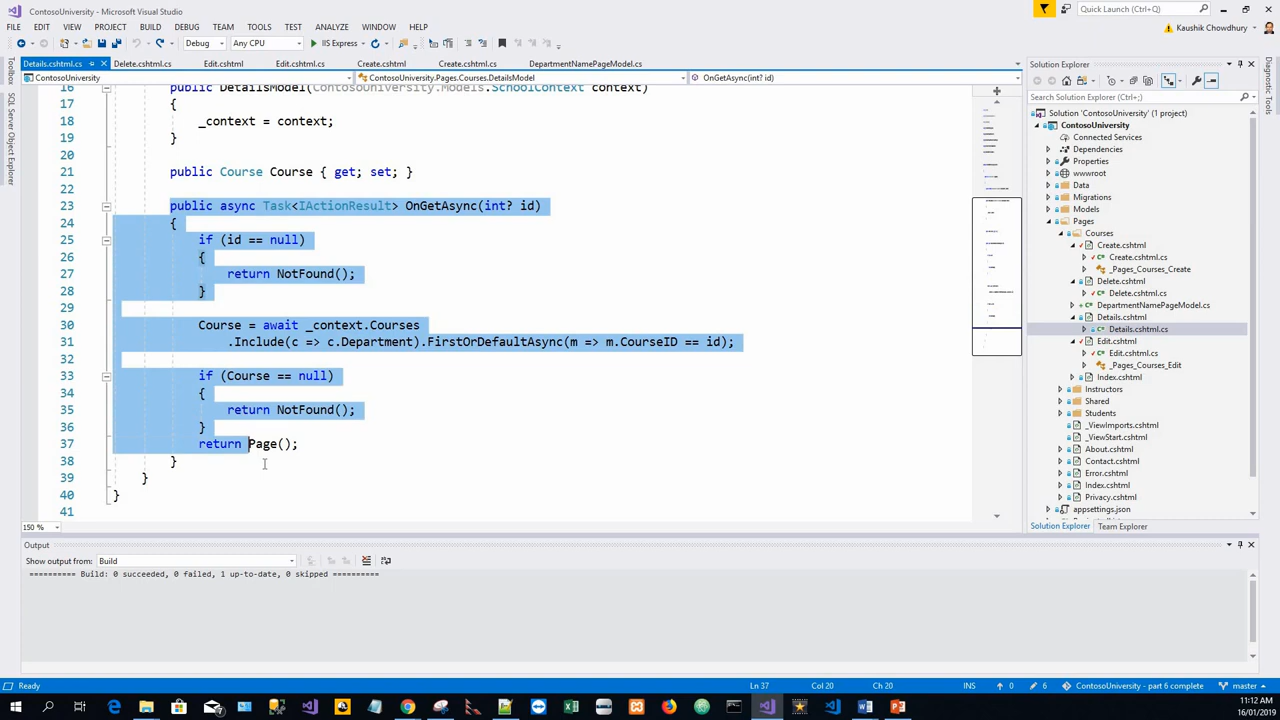 ContosoUniversity - Microsoft Visual Studio
Quick Launch (Ctrl+Q)
FILE EDIT VIEW PROJECT BUILD DEBUG TEAM TOOLS TEST ANALYZE WINDOW HELP
Kaushik Chowdhury
Debug Any CPU IIS Express
Details.cshtml.cs Delete.cshtml.cs Edit.cshtml Edit.cshtml.cs Create.cshtml Create.cshtml.cs DepartmentNamePageModel.cs
ContosoUniversity ContosoUniversity.Pages.Courses.DetailsModel OnGetAsync(int? id)
Toolbox
SQL Server Object Explorer
16 public DetailsModel(ContosoUniversity.Models.SchoolContext context)
17 {
18 _context = context;
19 }
20
21 public Course Course { get; set; }
22
23 public async Task<IActionResult> OnGetAsync(int? id)
24 {
25 if (id == null)
26 {
27 return NotFound();
28 }
29
30 Course = await _context.Courses
31 .Include(c => c.Department).FirstOrDefaultAsync(m => m.CourseID == id);
32
33 if (Course == null)
34 {
35 return NotFound();
36 }
37 return Page();
38 }
39 }
40 }
41
150 %
Solution Explorer
Search Solution Explorer (Ctrl+;)
Solution 'ContosoUniversity' (1 project)
ContosoUniversity
Connected Services
Dependencies
Properties
wwwroot
Data
Migrations
Models
Pages
Courses
Create.cshtml
Create.cshtml.cs
_Pages_Courses_Create
Delete.cshtml
Delete.cshtml.cs
DepartmentNamePageModel.cs
Details.cshtml
Details.cshtml.cs
Edit.cshtml
Edit.cshtml.cs
_Pages_Courses_Edit
Index.cshtml
Instructors
Shared
Students
_ViewImports.cshtml
_ViewStart.cshtml
About.cshtml
Contact.cshtml
Error.cshtml
Index.cshtml
Privacy.cshtml
appsettings.json
Solution Explorer Team Explorer
Diagnostic Tools
Output
Show output from: Build
========== Build: 0 succeeded, 0 failed, 1 up-to-date, 0 skipped ==========
Ready Ln 37 Col 20 Ch 20 INS 0 6 ContosoUniversity - part 6 complete master
11:12 AM
16/01/2019